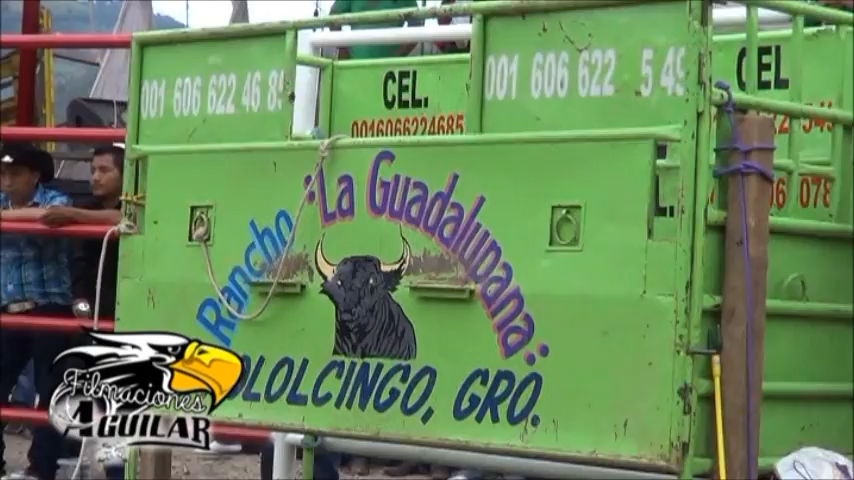 001 606 622 46 8
CEL.
0016066224685
001 606 622 5 49
CEL
Rancho "La Guadalupana"
OLOLCINGO, GRO.
Filmaciones
AGUILAR